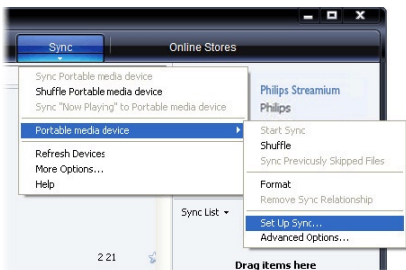 Sync
Online Stores
Sync Portable media device
Shuffle Portable media device
Sync "Now Playing" to Portable media device
Portable media device
Refresh Devices
More Options...
Help
Philips Streamium
Philips
Start Sync
Shuffle
Sync Previously Skipped Files
Format
Remove Sync Relationship
Set Up Sync...
Advanced Options...
Sync List
2 21
Drag items here